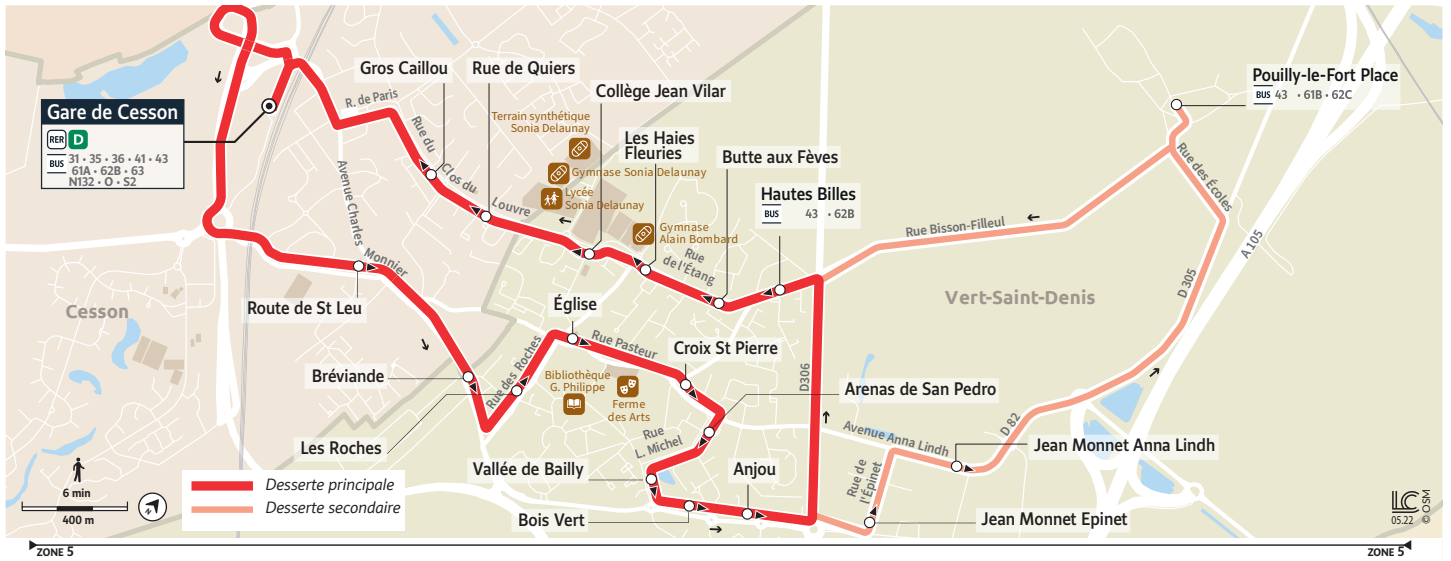 Gare de Cesson
RER D
BUS 31 • 35 • 36 • 41 • 43
61A • 62B • 63
N132 • O • S2
Gros Caillou
Rue de Quiers
Collège Jean Vilar
Les Haies
Fleuries
Butte aux Fèves
Hautes Billes
BUS 43 • 62B
Pouilly-le-Fort Place
BUS 43 • 61B • 62C
R. de Paris
Rue du
Clos du
Louvre
Terrain synthétique
Sonia Delaunay
Gymnase Sonia Delaunay
Lycée
Sonia Delaunay
Gymnase
Alain Bombard
Rue
de l'Étang
Avenue Charles
Monnier
Rue Bisson-Filleul
Rue des Écoles
D 305
A 105
Cesson
Vert-Saint-Denis
Route de St Leu
Église
Rue Pasteur
Croix St Pierre
Bréviande
Rue des Roches
Bibliothèque
G. Philippe
Ferme
des Arts
D306
Arenas de San Pedro
Les Roches
Rue
L. Michel
Avenue Anna Lindh
D 82
Jean Monnet Anna Lindh
Vallée de Bailly
Anjou
Rue de
l'Épinet
Bois Vert
Jean Monnet Epinet
6 min
400 m
Desserte principale
Desserte secondaire
LC
05.22
© OSM
ZONE 5
ZONE 5